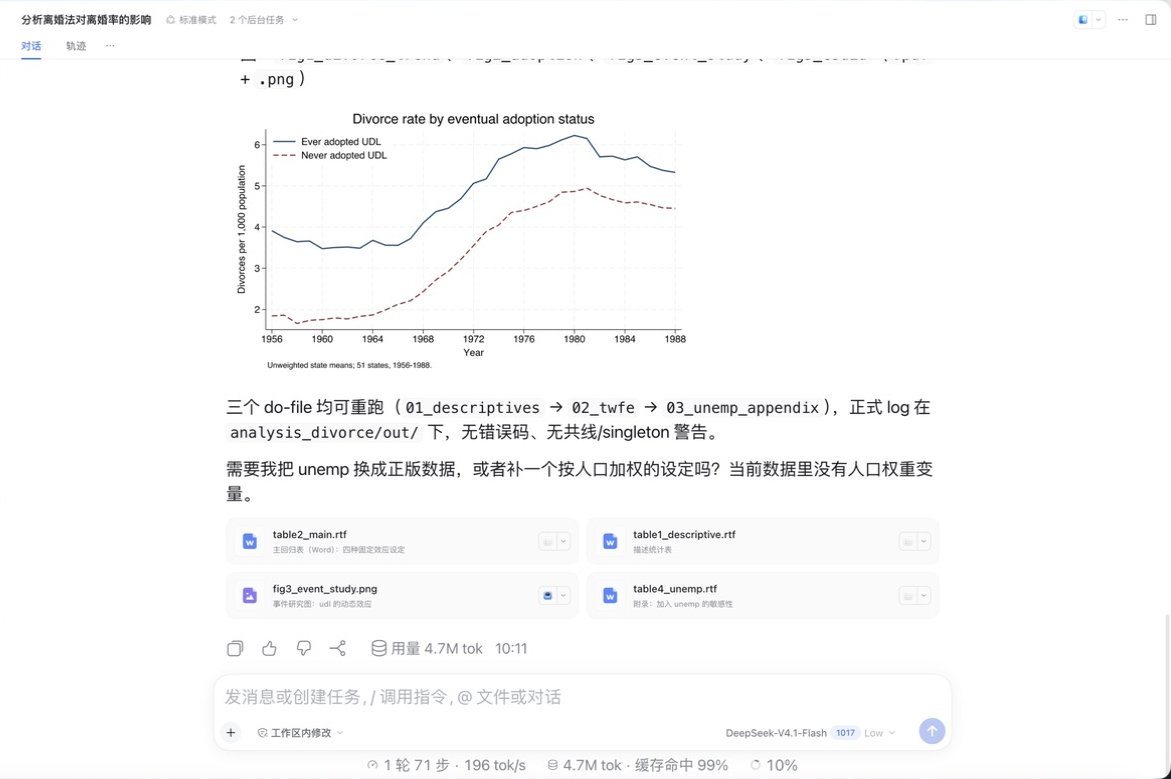 分析离婚法对离婚率的影响 标准模式 2 个后台任务
对话 轨迹 ...
+ .png )
Divorce rate by eventual adoption status
Ever adopted UDL
Never adopted UDL
Divorces per 1,000 population
6
5
4
3
2
1956 1960 1964 1968 1972 1976 1980 1984 1988
Year
Unweighted state means; 51 states, 1956-1988.
三个 do-file 均可重跑（ 01_descriptives → 02_twfe → 03_unemp_appendix ），正式 log 在
analysis_divorce/out/ 下，无错误码、无共线/singleton 警告。
需要我把 unemp 换成正版数据，或者补一个按人口加权的设定吗？当前数据里没有人口权重变
量。
table2_main.rtf
主回归表（Word）：四种固定效应设定
table1_descriptive.rtf
描述统计表
fig3_event_study.png
事件研究图：udl 的动态效应
table4_unemp.rtf
附录：加入 unemp 的敏感性
用量 4.7M tok 10:11
发消息或创建任务, / 调用指令, @ 文件或对话
+ 工作区内修改 DeepSeek-V4.1-Flash 1017 Low
1 轮 71 步 · 196 tok/s 4.7M tok · 缓存命中 99% 10%